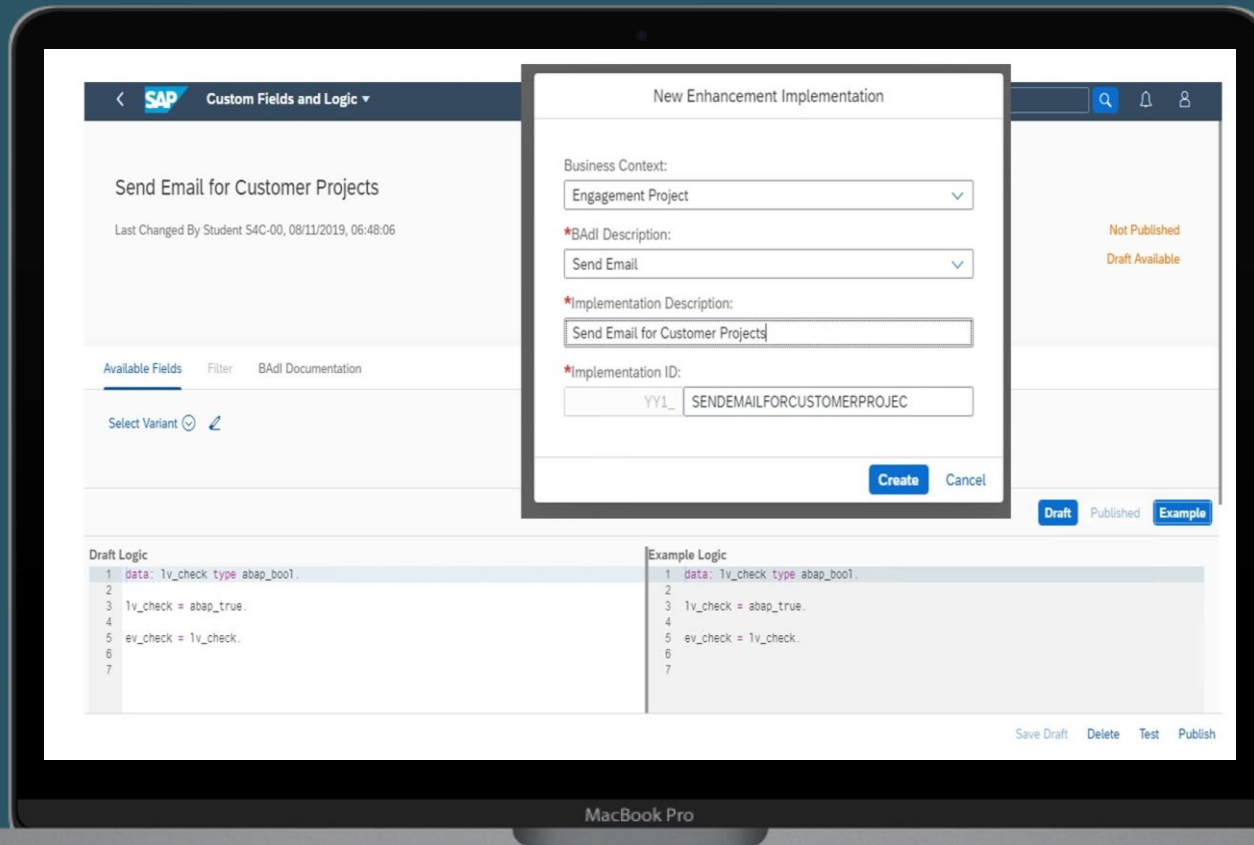 SAP Custom Fields and Logic
Send Email for Customer Projects
Last Changed By Student S4C-00, 08/11/2019, 06:48:06
Not Published
Draft Available
Available Fields Filter BAdI Documentation
Select Variant
New Enhancement Implementation
Business Context:
Engagement Project
*BAdI Description:
Send Email
*Implementation Description:
Send Email for Customer Projects
*Implementation ID:
YY1_ SENDEMAILFORCUSTOMERPROJEC
Create Cancel
Draft Published Example
Draft Logic
1 data: lv_check type abap_bool.
2
3 lv_check = abap_true.
4
5 ev_check = lv_check.
6
7
Example Logic
1 data: lv_check type abap_bool.
2
3 lv_check = abap_true.
4
5 ev_check = lv_check.
6
7
Save Draft Delete Test Publish
MacBook Pro